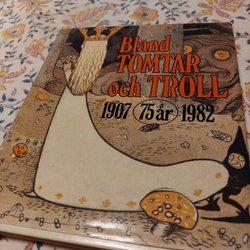 Bland
TOMTAR
och TROLL
1907 75 år 1982